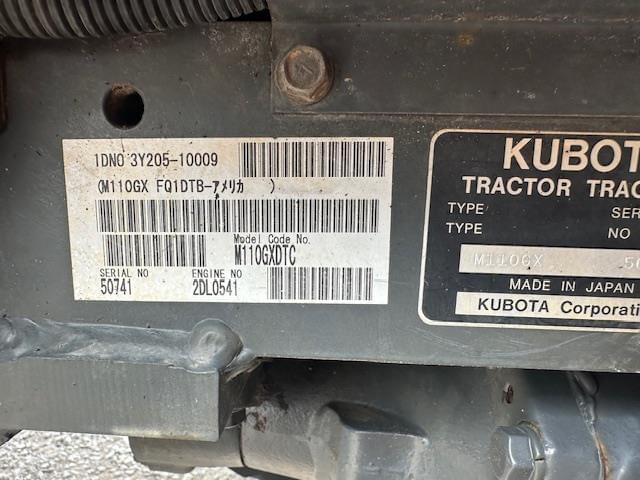 1DNO 3Y205-10009
(M110GX FQ1DTB-アメリカ )
Model Code No.
M110GXDTC
SERIAL NO ENGINE NO
50741 2DL0541
KUBOT
TRACTOR TRAC
TYPE SER
TYPE NO
M110GX 50
MADE IN JAPAN
KUBOTA Corporati